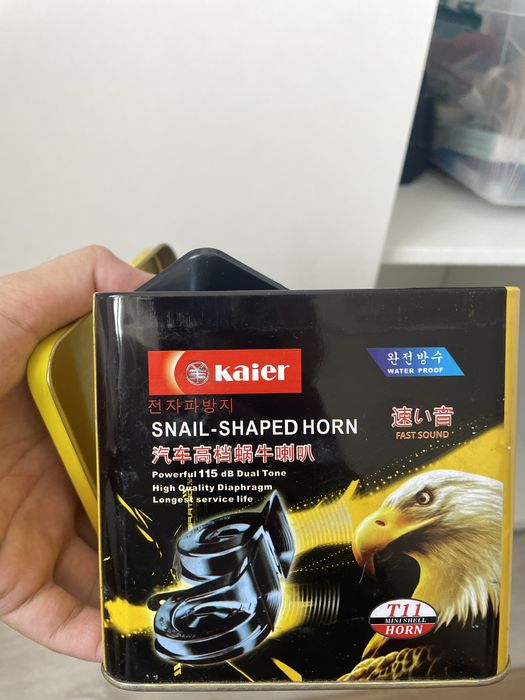 Kaier
완전방수
WATER PROOF
전자파방지
SNAIL-SHAPED HORN
速い音
FAST SOUND
汽车高档蜗牛喇叭
Powerful 115 dB Dual Tone
High Quality Diaphragm
Longest service life
T11
MINI SHELL
HORN